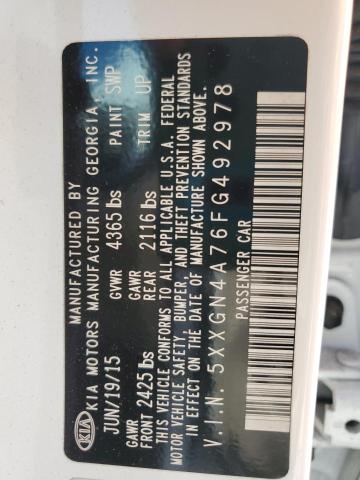 KIA
MANUFACTURED BY
KIA MOTORS MANUFACTURING GEORGIA, INC.
JUN/19/15 GVWR 4365 lbs PAINT SWP
GAWR FRONT 2425 lbs GAWR REAR 2116 lbs TRIM UP
THIS VEHICLE CONFORMS TO ALL APPLICABLE U.S.A. FEDERAL
MOTOR VEHICLE SAFETY, BUMPER, AND THEFT PREVENTION STANDARDS
IN EFFECT ON THE DATE OF MANUFACTURE SHOWN ABOVE.
V.I.N 5XXGN4A76FG492978
PASSENGER CAR